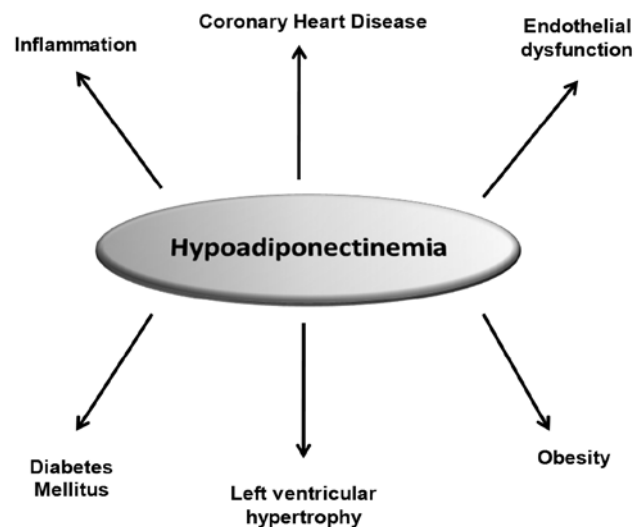 Coronary Heart Disease
Inflammation
Endothelial
dysfunction
Hypoadiponectinemia
Diabetes
Mellitus
Left ventricular
hypertrophy
Obesity